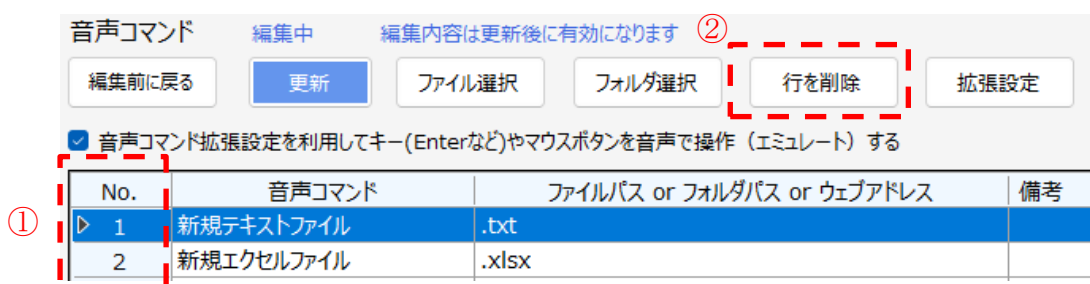 音声コマンド 編集中 編集内容は更新後に有効になります ②
編集前に戻る 更新 ファイル選択 フォルダ選択 行を削除 拡張設定
音声コマンド拡張設定を利用してキー(Enterなど)やマウスボタンを音声で操作（エミュレート）する
No. 音声コマンド ファイルパス or フォルダパス or ウェブアドレス 備考
① 1 新規テキストファイル .txt
2 新規エクセルファイル .xlsx